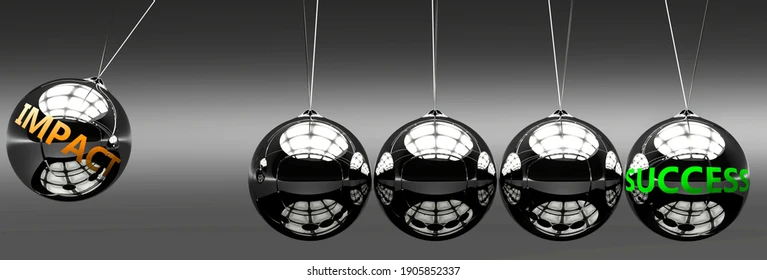 IMPACT
SUCCESS
shutterstock.com · 1905852337